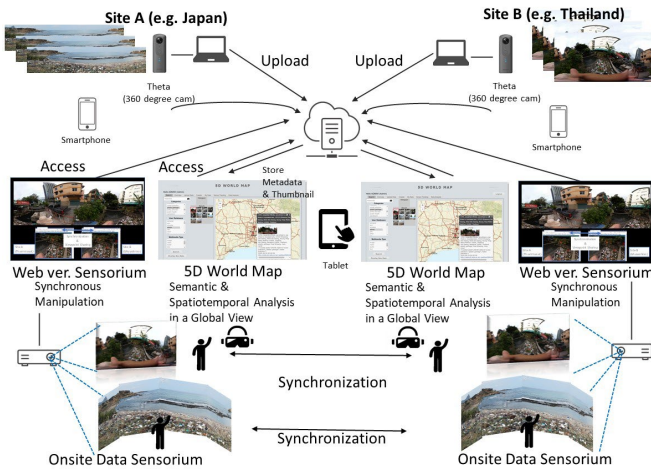 Site A (e.g. Japan)
Site B (e.g. Thailand)
Upload
Upload
Theta
(360 degree cam)
Theta
(360 degree cam)
Smartphone
Smartphone
Access
Access
Store
Metadata
& Thumbnail
5D WORLD MAP
5D WORLD MAP
Tablet
Web ver. Sensorium
5D World Map
5D World Map
Web ver. Sensorium
Synchronous
Manipulation
Semantic &
Spatiotemporal Analysis
in a Global View
Semantic &
Spatiotemporal Analysis
in a Global View
Synchronous
Manipulation
Synchronization
Synchronization
Onsite Data Sensorium
Onsite Data Sensorium